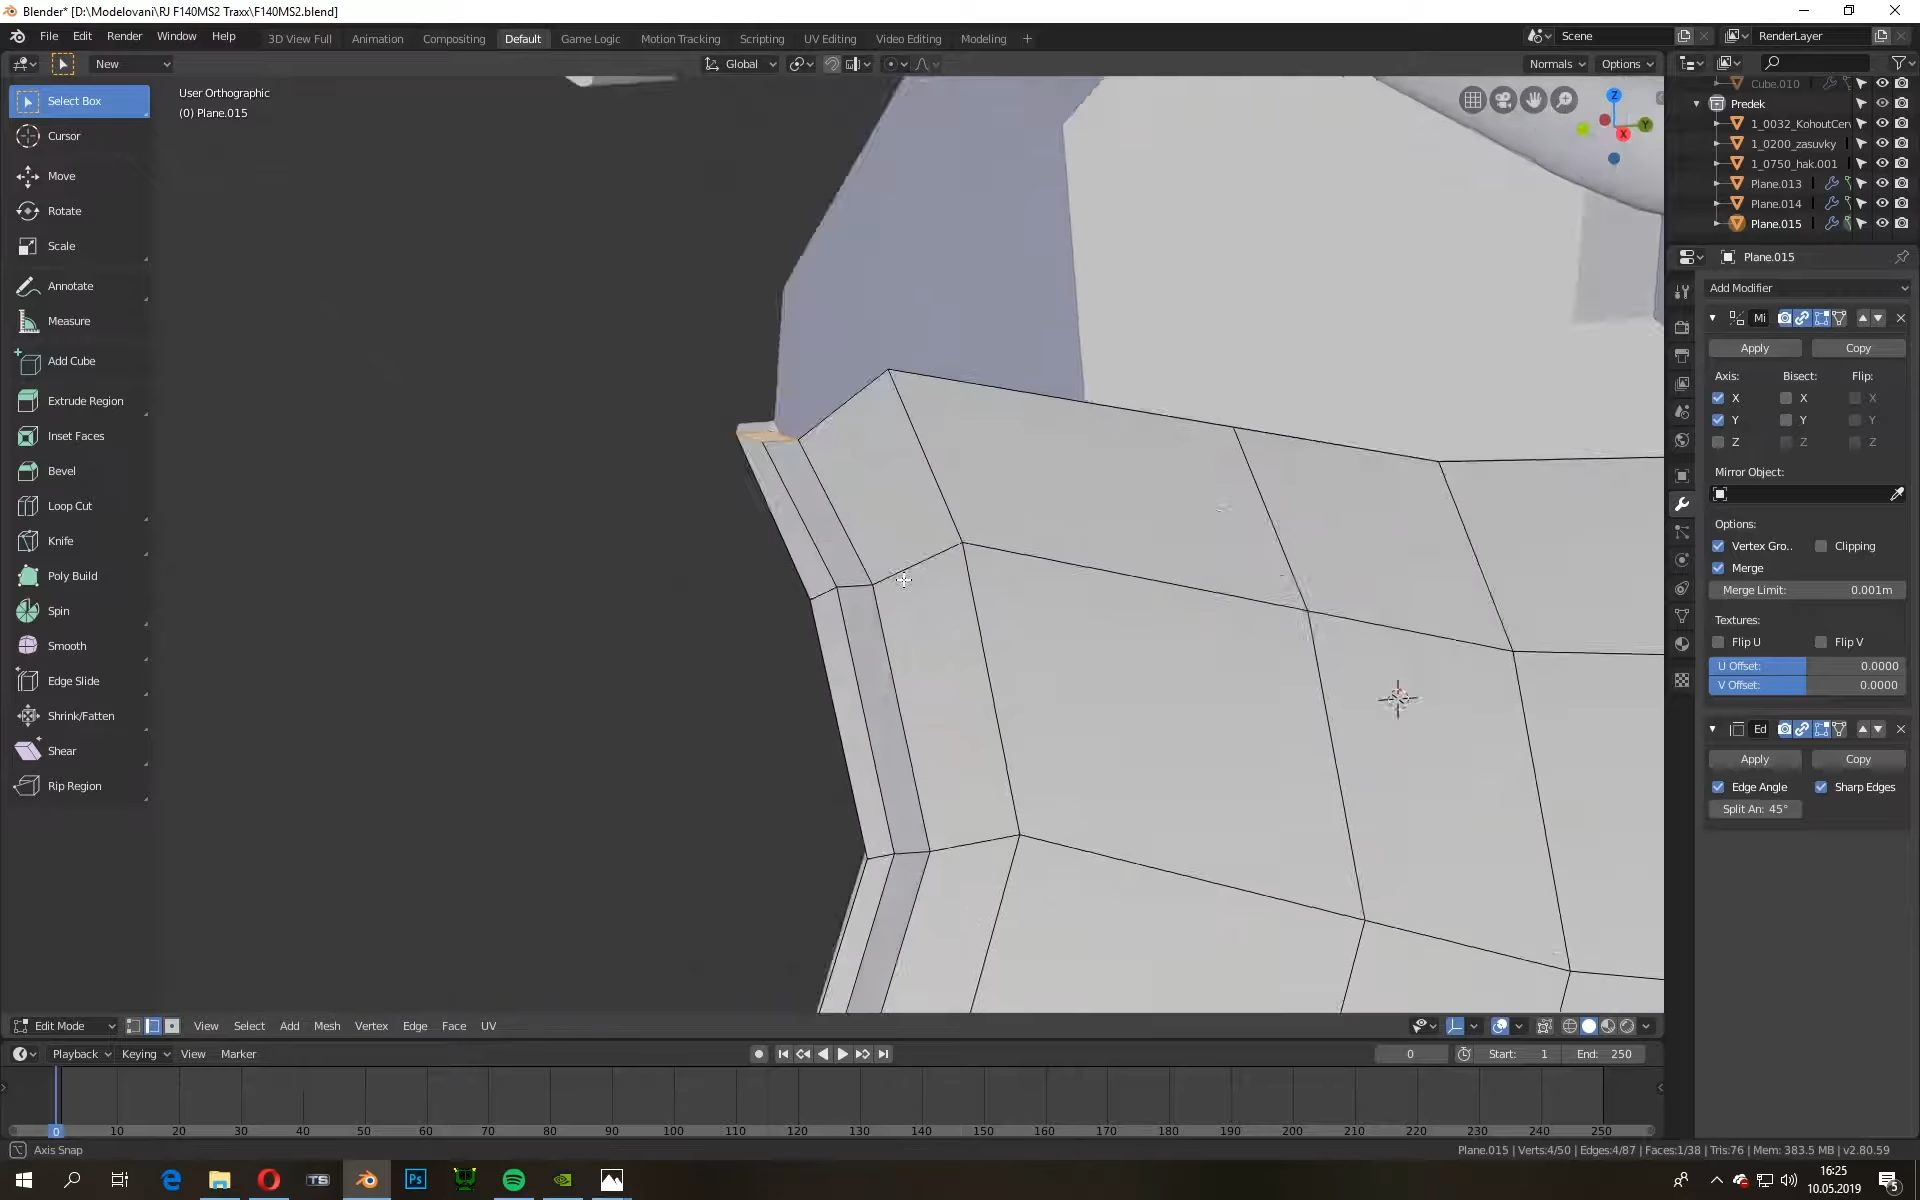 Blender* [D:\Modelovani\RJ F140MS2 Traxx\F140MS2.blend]
File Edit Render Window Help
3D View Full Animation Compositing Default Game Logic Motion Tracking Scripting UV Editing Video Editing Modeling +
Scene RenderLayer
New Global Normals Options
Select Box
Cursor
Move
Rotate
Scale
Annotate
Measure
Add Cube
Extrude Region
Inset Faces
Bevel
Loop Cut
Knife
Poly Build
Spin
Smooth
Edge Slide
Shrink/Fatten
Shear
Rip Region
User Orthographic
(0) Plane.015
Z
Y
X
Cube.010
Predek
1_0032_KohoutCerv
1_0200_zasuvky
1_0750_hak.001
Plane.013
Plane.014
Plane.015
Plane.015
Add Modifier
Mi
Apply Copy
Axis: Bisect: Flip:
X X X
Y Y Y
Z Z Z
Mirror Object:
Options:
Vertex Gro.. Clipping
Merge
Merge Limit: 0.001m
Textures:
Flip U Flip V
U Offset: 0.0000
V Offset: 0.0000
Ed
Apply Copy
Edge Angle Sharp Edges
Split An: 45°
Edit Mode View Select Add Mesh Vertex Edge Face UV
Playback Keying View Marker 0 Start: 1 End: 250
0 10 20 30 40 50 60 70 80 90 100 110 120 130 140 150 160 170 180 190 200 210 220 230 240 250
Axis Snap
Plane.015 | Verts:4/50 | Edges:4/87 | Faces:1/38 | Tris:76 | Mem: 383.5 MB | v2.80.59
TS
Ps
16:25
10.05.2019
5